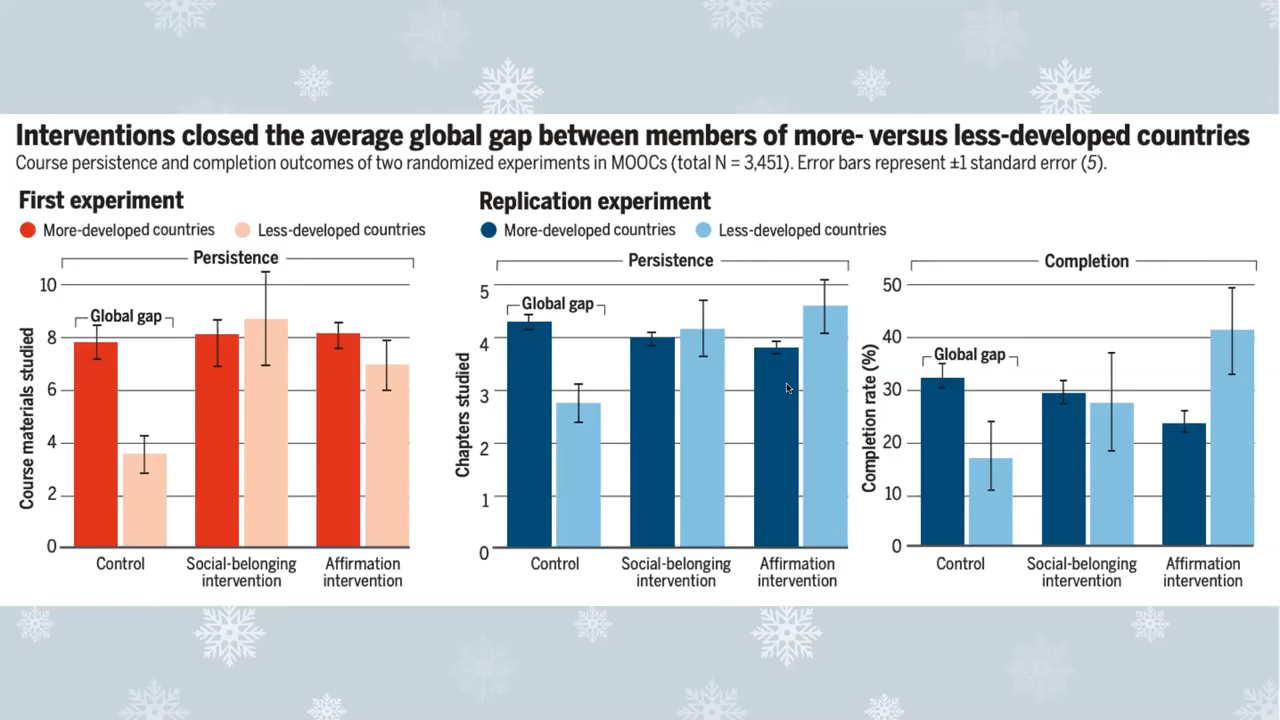 Interventions closed the average global gap between members of more- versus less-developed countries
Course persistence and completion outcomes of two randomized experiments in MOOCs (total N = 3,451). Error bars represent ±1 standard error (5).
First experiment
More-developed countries
Less-developed countries
Persistence
Course materials studied
10
8
6
4
2
0
Global gap
Control
Social-belonging
intervention
Affirmation
intervention
Replication experiment
More-developed countries
Less-developed countries
Persistence
Chapters studied
5
4
3
2
1
0
Global gap
Control
Social-belonging
intervention
Affirmation
intervention
Completion
Completion rate (%)
50
40
30
20
10
0
Global gap
Control
Social-belonging
intervention
Affirmation
intervention